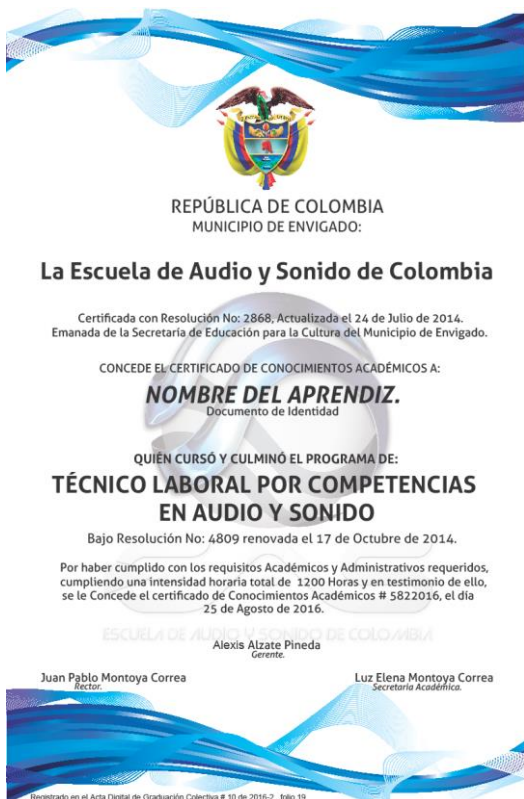 REPÚBLICA DE COLOMBIA
MUNICIPIO DE ENVIGADO:
La Escuela de Audio y Sonido de Colombia
Certificada con Resolución No: 2868, Actualizada el 24 de Julio de 2014.
Emanada de la Secretaria de Educación para la Cultura del Municipio de Envigado.
CONCEDE EL CERTIFICADO DE CONOCIMIENTOS ACADÉMICOS A:
NOMBRE DEL APRENDIZ.
Documento de Identidad
QUIÉN CURSÓ Y CULMINÓ EL PROGRAMA DE:
TÉCNICO LABORAL POR COMPETENCIAS
EN AUDIO Y SONIDO
Bajo Resolución No: 4809 renovada el 17 de Octubre de 2014.
Por haber cumplido con los requisitos Académicos y Administrativos requeridos,
cumpliendo una intensidad horaria total de 1200 Horas y en testimonio de ello,
se le Concede el certificado de Conocimientos Académicos # 5822016, el día
25 de Agosto de 2016.
ESCUELA DE AUDIO Y SONIDO DE COLOMBIA
Alexis Alzate Pineda
Gerente.
Juan Pablo Montoya Correa
Rector.
Luz Elena Montoya Correa
Secretaria Académica.
Registrado en el Acta Digital de Graduación Colectiva # 10 de 2016-2 folio 19